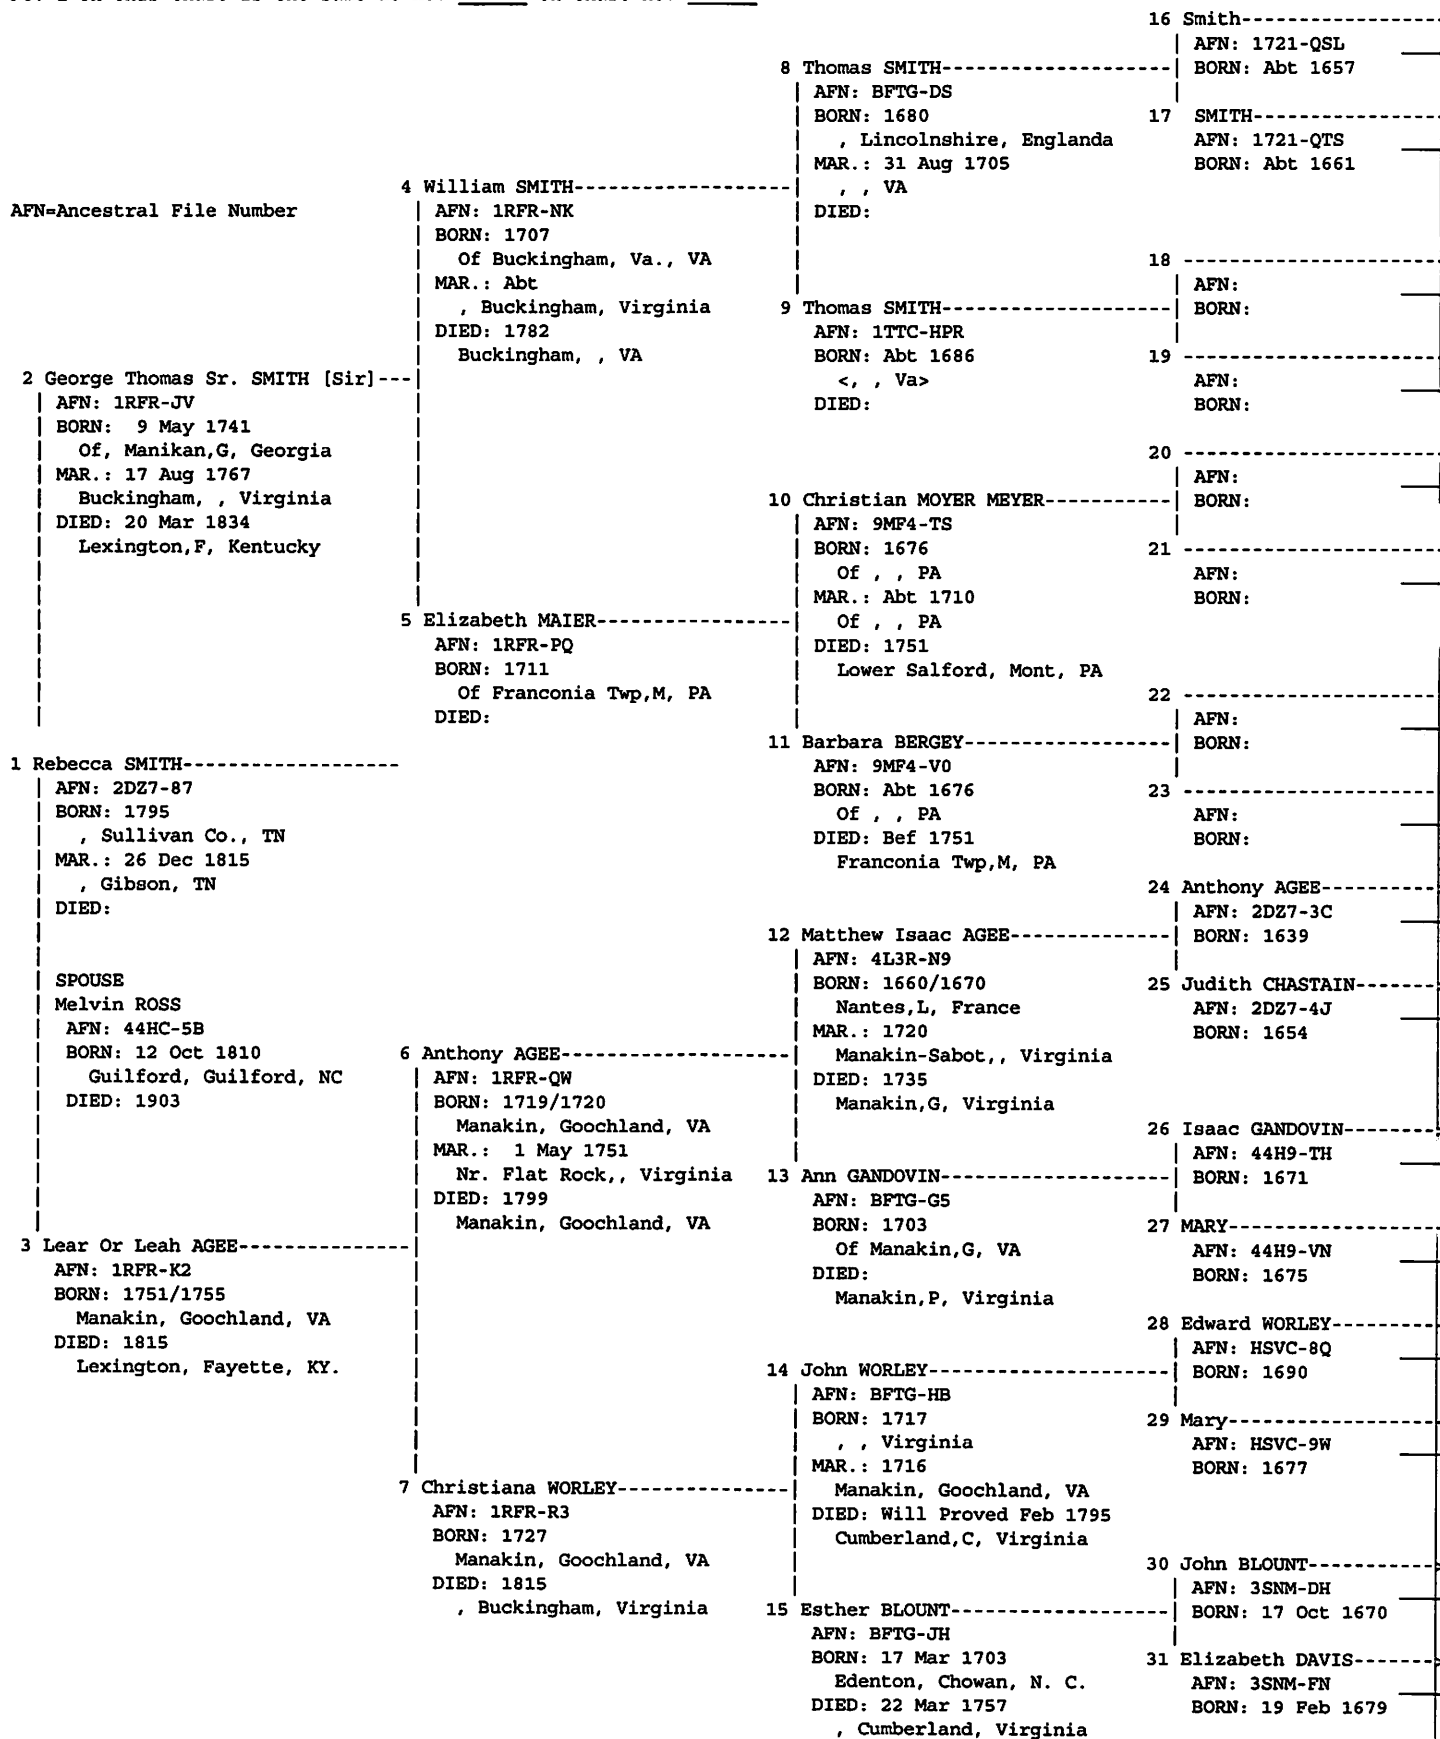 AFN=Ancestral File Number
1 Rebecca SMITH-------------------
AFN: 2DZ7-87
BORN: 1795
, Sullivan Co., TN
MAR.: 26 Dec 1815
, Gibson, TN
DIED:
SPOUSE
Melvin ROSS
AFN: 44HC-5B
BORN: 12 Oct 1810
Guilford, Guilford, NC
DIED: 1903
2 George Thomas Sr. SMITH [Sir]---
AFN: 1RFR-JV
BORN: 9 May 1741
Of, Manikan,G, Georgia
MAR.: 17 Aug 1767
Buckingham, , Virginia
DIED: 20 Mar 1834
Lexington,F, Kentucky
3 Lear Or Leah AGEE---------------
AFN: 1RFR-K2
BORN: 1751/1755
Manakin, Goochland, VA
DIED: 1815
Lexington, Fayette, KY.
4 William SMITH-------------------
AFN: 1RFR-NK
BORN: 1707
Of Buckingham, Va., VA
MAR.: Abt
, Buckingham, Virginia
DIED: 1782
Buckingham, , VA
5 Elizabeth MAIER-----------------
AFN: 1RFR-PQ
BORN: 1711
Of Franconia Twp,M, PA
DIED:
6 Anthony AGEE--------------------
AFN: 1RFR-QW
BORN: 1719/1720
Manakin, Goochland, VA
MAR.: 1 May 1751
Nr. Flat Rock,, Virginia
DIED: 1799
Manakin, Goochland, VA
7 Christiana WORLEY---------------
AFN: 1RFR-R3
BORN: 1727
Manakin, Goochland, VA
DIED: 1815
, Buckingham, Virginia
8 Thomas SMITH--------------------
AFN: BFTG-DS
BORN: 1680
, Lincolnshire, Englanda
MAR.: 31 Aug 1705
, , VA
DIED:
9 Thomas SMITH--------------------
AFN: 1TTC-HPR
BORN: Abt 1686
<, , Va>
DIED:
10 Christian MOYER MEYER-----------
AFN: 9MF4-TS
BORN: 1676
Of , , PA
MAR.: Abt 1710
Of , , PA
DIED: 1751
Lower Salford, Mont, PA
11 Barbara BERGEY------------------
AFN: 9MF4-V0
BORN: Abt 1676
Of , , PA
DIED: Bef 1751
Franconia Twp,M, PA
12 Matthew Isaac AGEE--------------
AFN: 4L3R-N9
BORN: 1660/1670
Nantes,L, France
MAR.: 1720
Manakin-Sabot,, Virginia
DIED: 1735
Manakin,G, Virginia
13 Ann GANDOVIN--------------------
AFN: BFTG-G5
BORN: 1703
Of Manakin,G, VA
DIED:
Manakin,P, Virginia
14 John WORLEY---------------------
AFN: BFTG-HB
BORN: 1717
, , Virginia
MAR.: 1716
Manakin, Goochland, VA
DIED: Will Proved Feb 1795
Cumberland,C, Virginia
15 Esther BLOUNT-------------------
AFN: BFTG-JH
BORN: 17 Mar 1703
Edenton, Chowan, N. C.
DIED: 22 Mar 1757
, Cumberland, Virginia
16 Smith------------------
AFN: 1721-QSL
BORN: Abt 1657
17 SMITH-----------------
AFN: 1721-QTS
BORN: Abt 1661
18 -----------------------
AFN:
BORN:
19 -----------------------
AFN:
BORN:
20 -----------------------
AFN:
BORN:
21 -----------------------
AFN:
BORN:
22 -----------------------
AFN:
BORN:
23 -----------------------
AFN:
BORN:
24 Anthony AGEE-----------
AFN: 2DZ7-3C
BORN: 1639
25 Judith CHASTAIN-------
AFN: 2DZ7-4J
BORN: 1654
26 Isaac GANDOVIN---------
AFN: 44H9-TH
BORN: 1671
27 MARY-------------------
AFN: 44H9-VN
BORN: 1675
28 Edward WORLEY----------
AFN: HSVC-8Q
BORN: 1690
29 Mary-------------------
AFN: HSVC-9W
BORN: 1677
30 John BLOUNT-----------
AFN: 3SNM-DH
BORN: 17 Oct 1670
31 Elizabeth DAVIS-------
AFN: 3SNM-FN
BORN: 19 Feb 1679